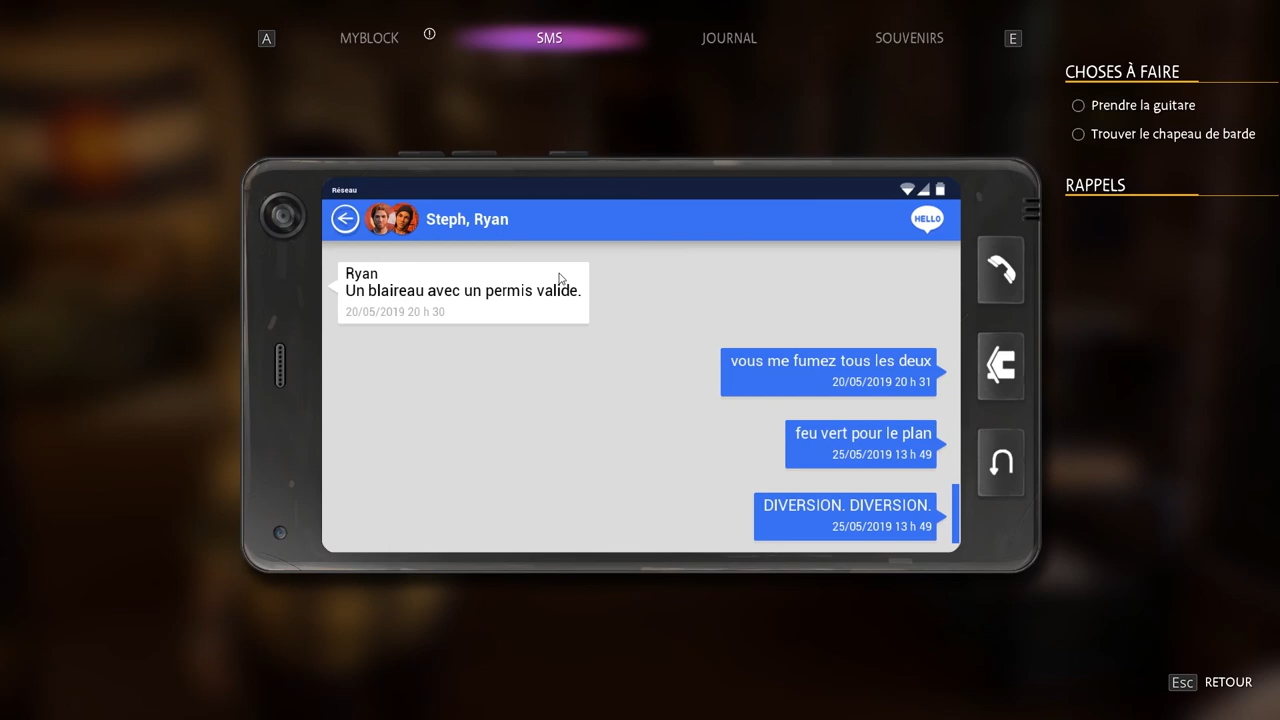 A
MYBLOCK
!
SMS
JOURNAL
SOUVENIRS
E
CHOSES À FAIRE
Prendre la guitare
Trouver le chapeau de barde
RAPPELS
Réseau
Steph, Ryan
HELLO
Ryan
Un blaireau avec un permis valide.
20/05/2019 20 h 30
vous me fumez tous les deux
20/05/2019 20 h 31
feu vert pour le plan
25/05/2019 13 h 49
DIVERSION. DIVERSION.
25/05/2019 13 h 49
Esc RETOUR